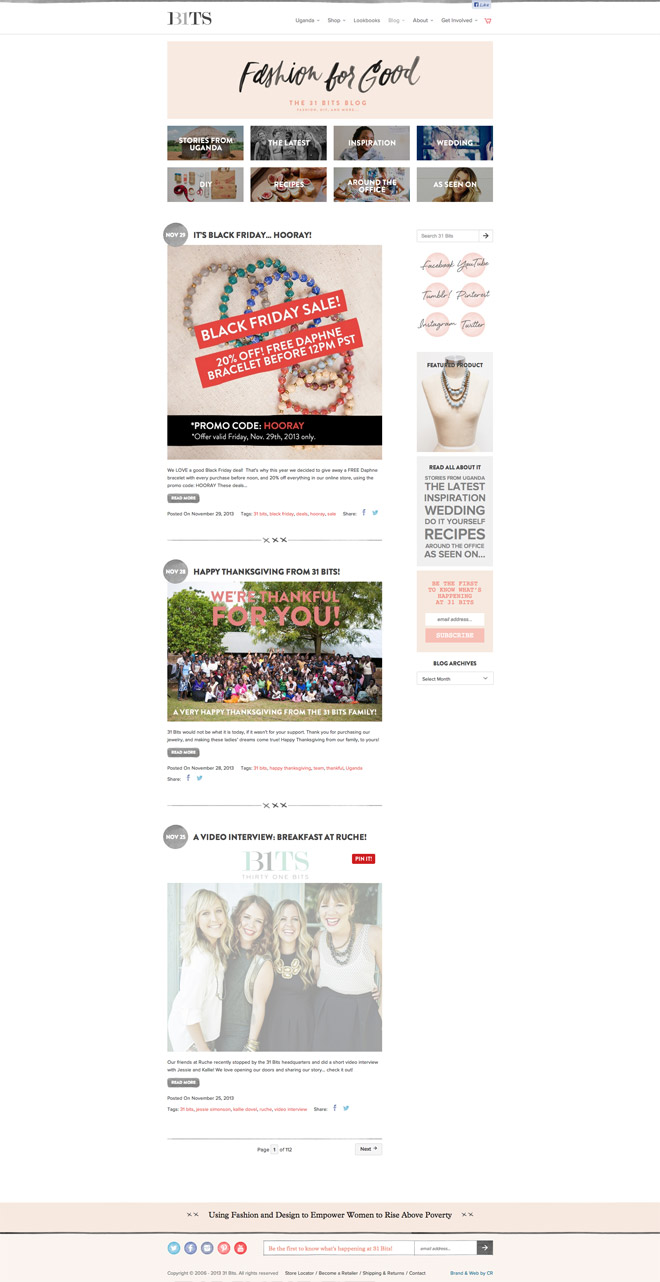 Like
31 BITS
Uganda Shop Lookbooks Blog About Get Involved
Fashion for Good
THE 31 BITS BLOG
FASHION, DIY, AND MORE...
STORIES FROM UGANDA
THE LATEST
INSPIRATION
WEDDING
DIY
RECIPES
AROUND THE OFFICE
AS SEEN ON
NOV 29
IT'S BLACK FRIDAY... HOORAY!
BLACK FRIDAY SALE!
20% OFF! FREE DAPHNE
BRACELET BEFORE 12PM PST
*PROMO CODE: HOORAY
*Offer valid Friday, Nov. 29th, 2013 only.
We LOVE a good Black Friday deal! That's why this year we decided to give away a FREE Daphne
bracelet with every purchase before noon, and 20% off everything in our online store, using the
promo code: HOORAY These deals...
READ MORE
Posted On November 29, 2013 Tags: 31 bits, black friday, deals, hooray, sale Share:
NOV 28
HAPPY THANKSGIVING FROM 31 BITS!
WE'RE THANKFUL
FOR YOU!
A VERY HAPPY THANKSGIVING FROM THE 31 BITS FAMILY!
31 Bits would not be what it is today, if it wasn't for your support. Thank you for purchasing our
jewelry, and making these ladies' dreams come true! Happy Thanksgiving from our family, to yours!
READ MORE
Posted On November 28, 2013 Tags: 31 bits, happy thanksgiving, team, thankful, Uganda
Share:
NOV 25
A VIDEO INTERVIEW: BREAKFAST AT RUCHE!
31 BITS
THIRTY ONE BITS
PIN IT!
Our friends at Ruche recently stopped by the 31 Bits headquarters and did a short video interview
with Jessie and Kallie! We love opening our doors and sharing our story... check it out!
READ MORE
Posted On November 25, 2013
Tags: 31 bits, jessie simonson, kallie dovel, ruche, video interview Share:
Page 1 of 112
Next
Search 31 Bits
Facebook YouTube
Tumblr! Pinterest
Instagram Twitter
FEATURED PRODUCT
READ ALL ABOUT IT
STORIES FROM UGANDA
THE LATEST
INSPIRATION
WEDDING
DO IT YOURSELF
RECIPES
AROUND THE OFFICE
AS SEEN ON...
BE THE FIRST
TO KNOW WHAT'S
HAPPENING
AT 31 BITS
email address...
SUBSCRIBE
BLOG ARCHIVES
Select Month
Using Fashion and Design to Empower Women to Rise Above Poverty
Be the first to know what's happening at 31 Bits!
email address...
Copyright © 2006 - 2013 31 Bits. All rights reserved Store Locator / Become a Retailer / Shipping & Returns / Contact
Brand & Web by CR